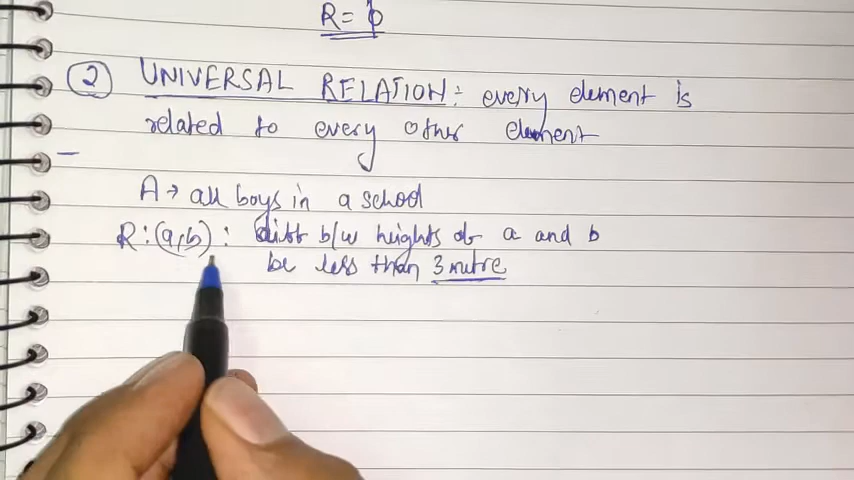 R = ϕ
② UNIVERSAL RELATION: every element is
related to every other element
A → all boys in a school
R : (a,b) : diff b/w heights of a and b
be less than 3 metre